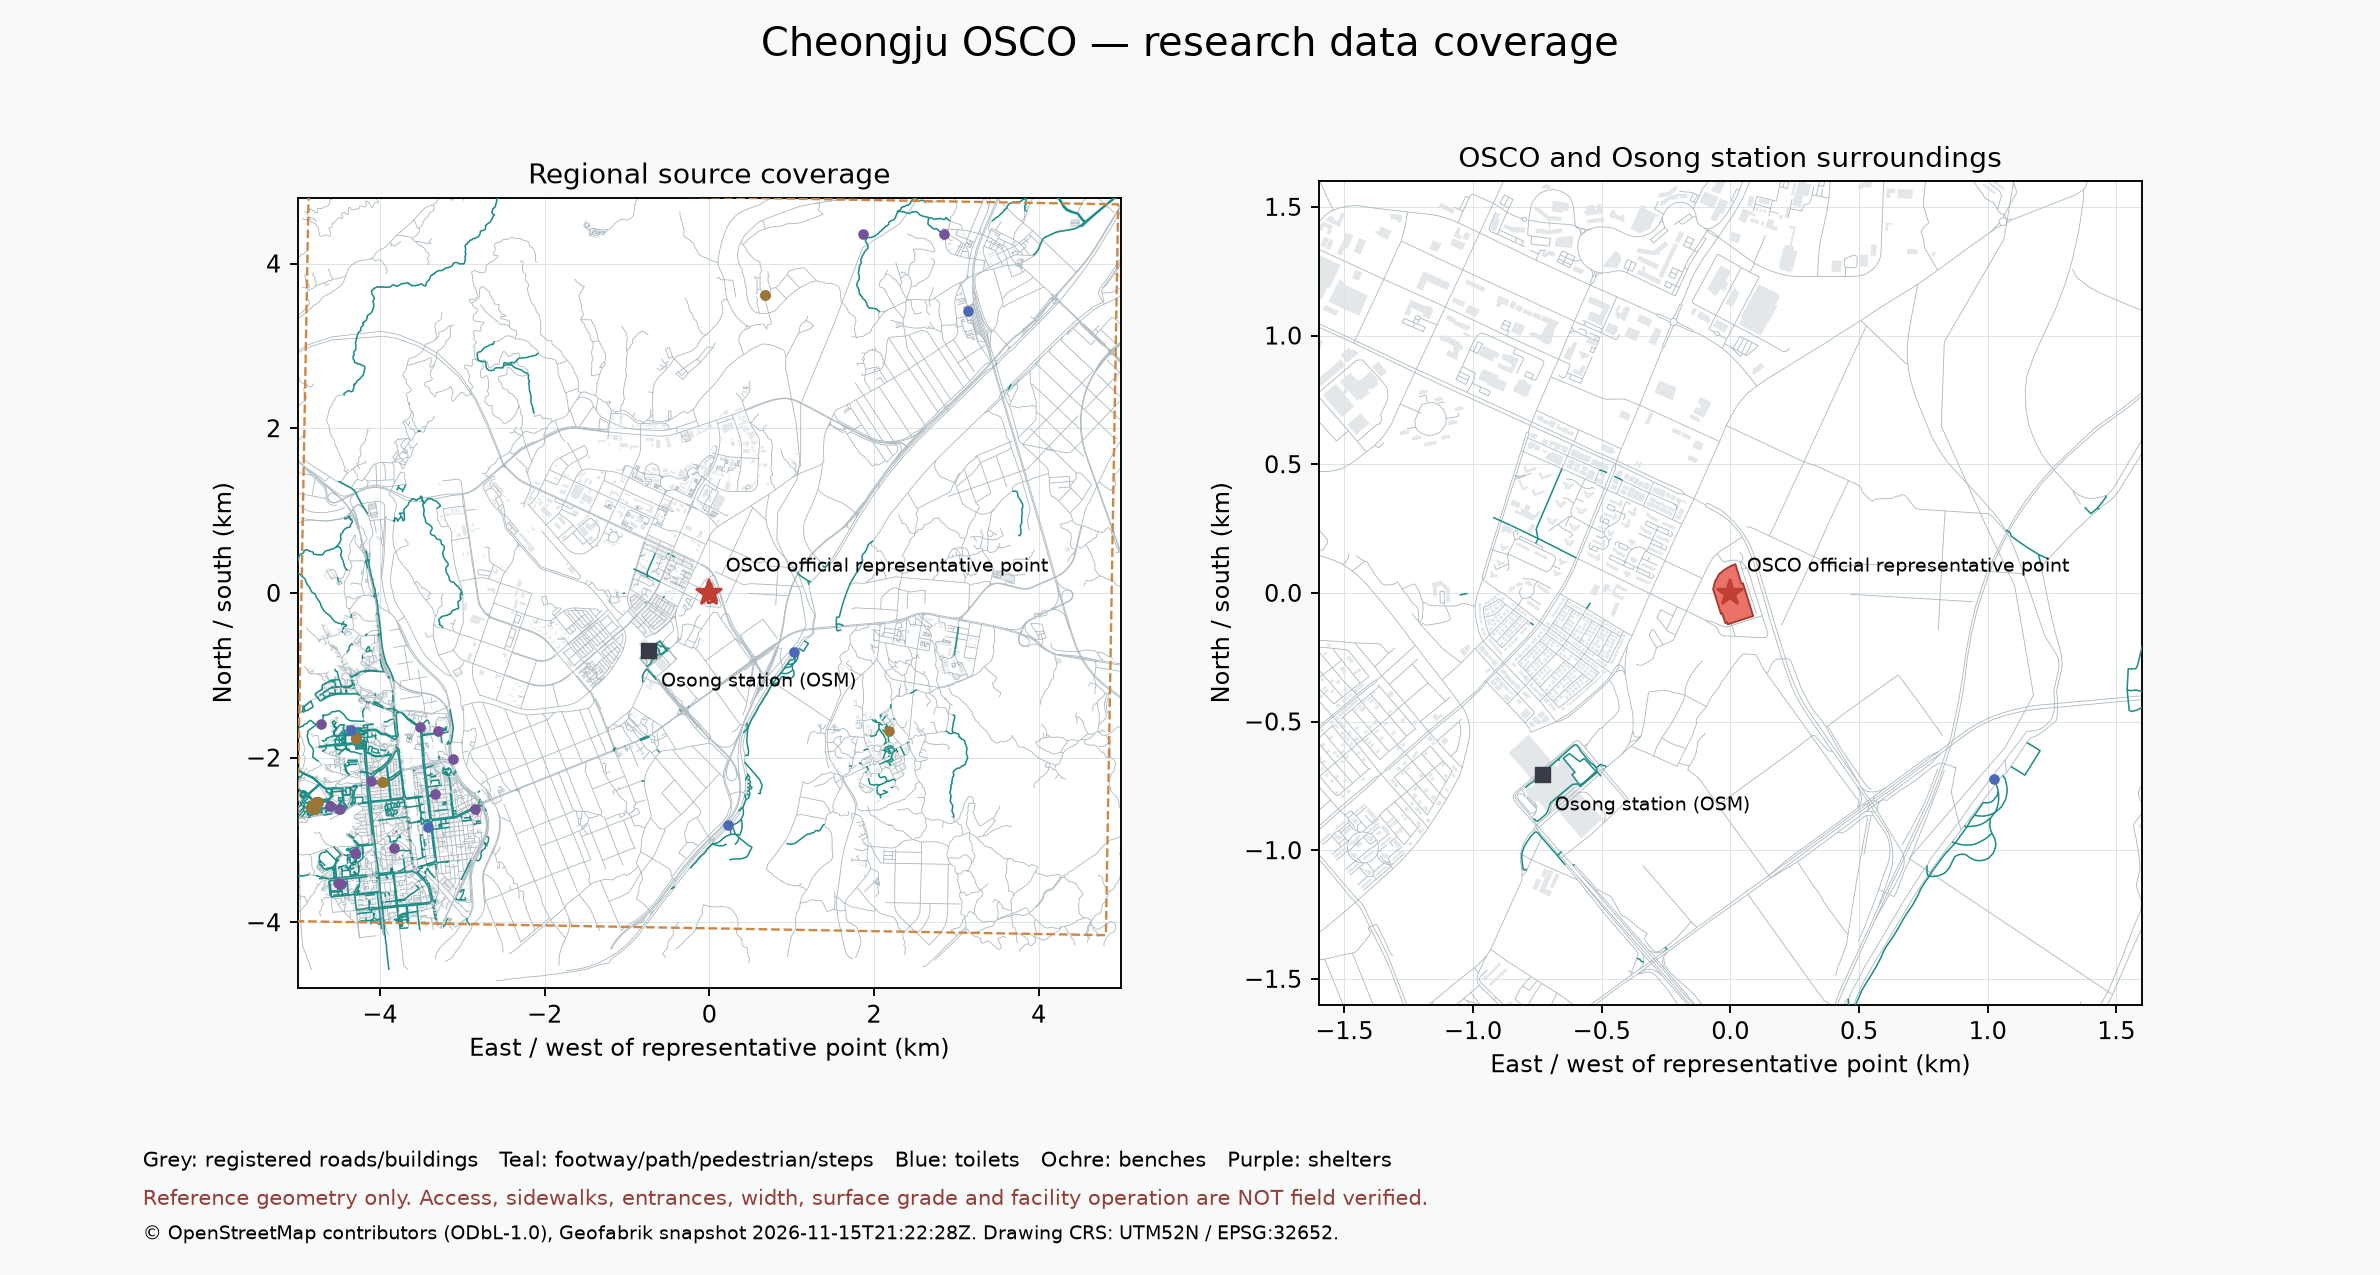 Cheongju OSCO — research data coverage
Regional source coverage
4
2
0
−2
−4
−4
−2
0
2
4
North / south (km)
East / west of representative point (km)
OSCO official representative point
Osong station (OSM)
OSCO and Osong station surroundings
1.5
1.0
0.5
0.0
−0.5
−1.0
−1.5
−1.5
−1.0
−0.5
0.0
0.5
1.0
1.5
North / south (km)
East / west of representative point (km)
OSCO official representative point
Osong station (OSM)
Grey: registered roads/buildings   Teal: footway/path/pedestrian/steps   Blue: toilets   Ochre: benches   Purple: shelters
Reference geometry only. Access, sidewalks, entrances, width, surface grade and facility operation are NOT field verified.
© OpenStreetMap contributors (ODbL-1.0), Geofabrik snapshot 2026-11-15T21:22:28Z. Drawing CRS: UTM52N / EPSG:32652.